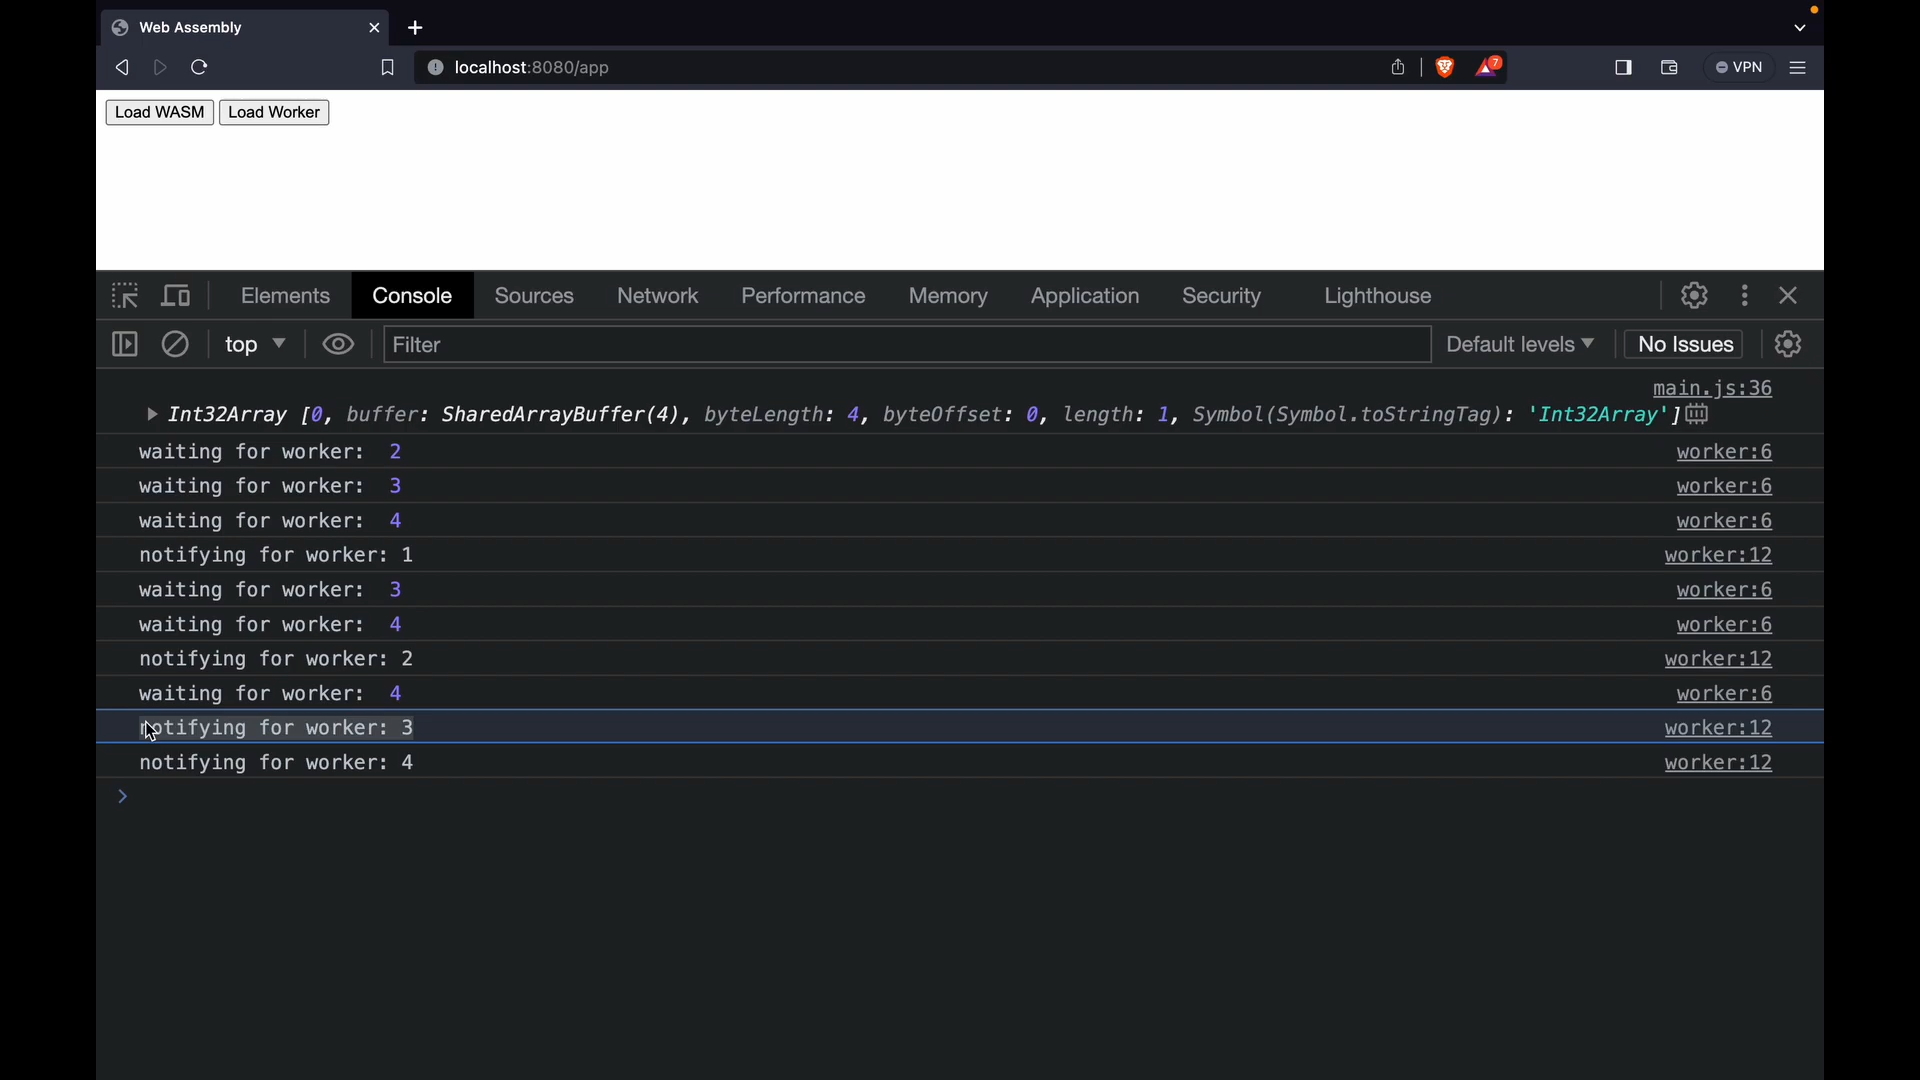 Web Assembly
localhost:8080/app
7
VPN
Load WASM Load Worker
Elements Console Sources Network Performance Memory Application Security Lighthouse
top Filter Default levels No Issues
main.js:36
Int32Array [0, buffer: SharedArrayBuffer(4), byteLength: 4, byteOffset: 0, length: 1, Symbol(Symbol.toStringTag): 'Int32Array']
waiting for worker: 2 worker:6
waiting for worker: 3 worker:6
waiting for worker: 4 worker:6
notifying for worker: 1 worker:12
waiting for worker: 3 worker:6
waiting for worker: 4 worker:6
notifying for worker: 2 worker:12
waiting for worker: 4 worker:6
notifying for worker: 3 worker:12
notifying for worker: 4 worker:12